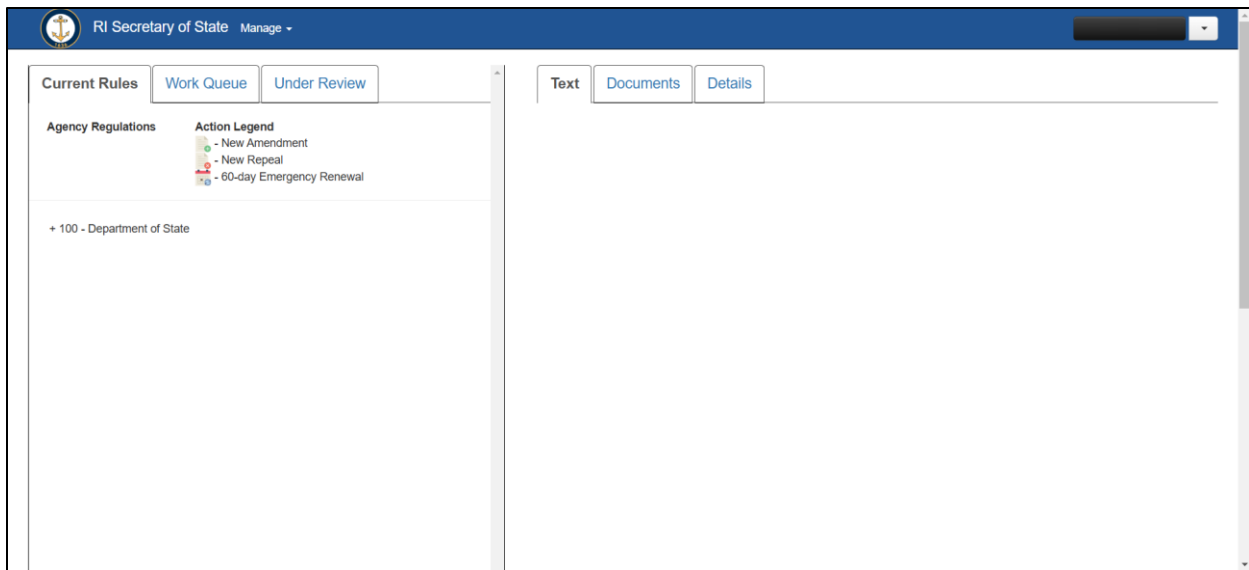 RI Secretary of State Manage
Current Rules Work Queue Under Review
Text Documents Details
Agency Regulations Action Legend
- New Amendment
- New Repeal
- 60-day Emergency Renewal
+ 100 - Department of State